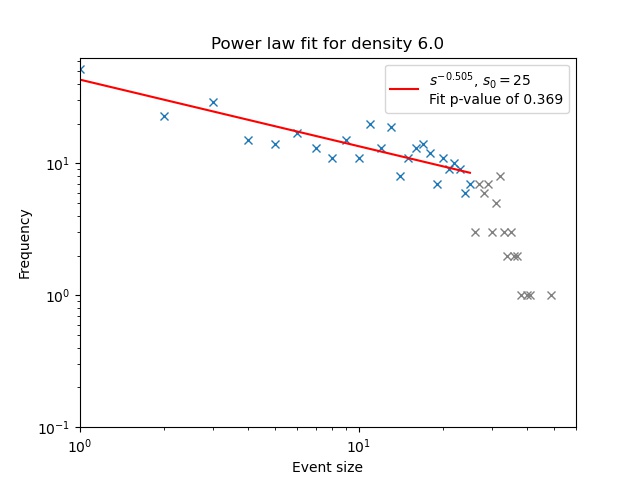 Power law fit for density 6.0
s^{-0.505}, s_0 = 25
Fit p-value of 0.369
Frequency
10^1
10^0
10^{-1}
10^0
10^1
Event size